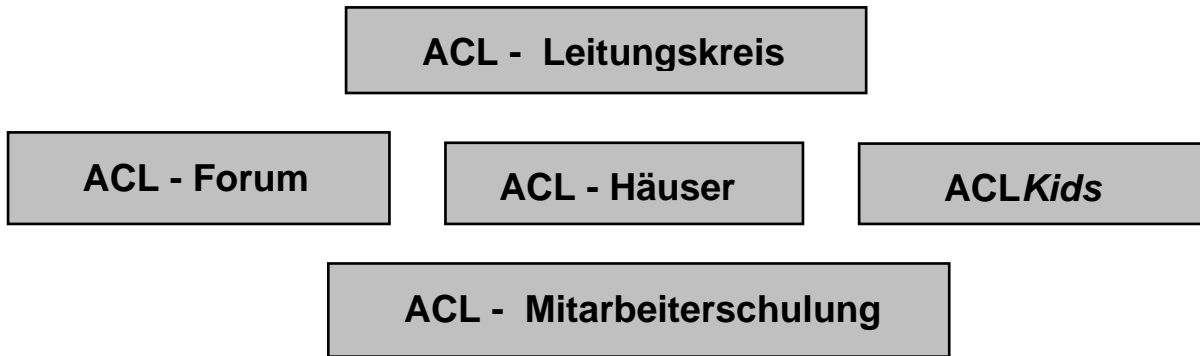 ACL - Leitungskreis
ACL - Forum
ACL - Häuser
ACLKids
ACL - Mitarbeiterschulung